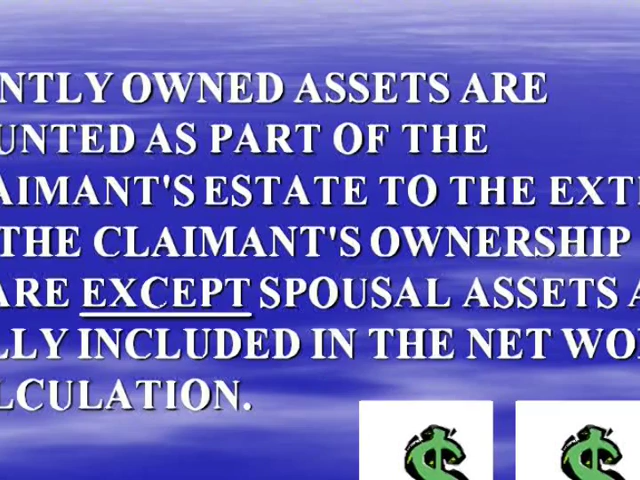 NTLY OWNED ASSETS ARE
UNTED AS PART OF THE
AIMANT'S ESTATE TO THE EXT
THE CLAIMANT'S OWNERSHIP
ARE EXCEPT SPOUSAL ASSETS A
LLY INCLUDED IN THE NET WO
LCULATION.